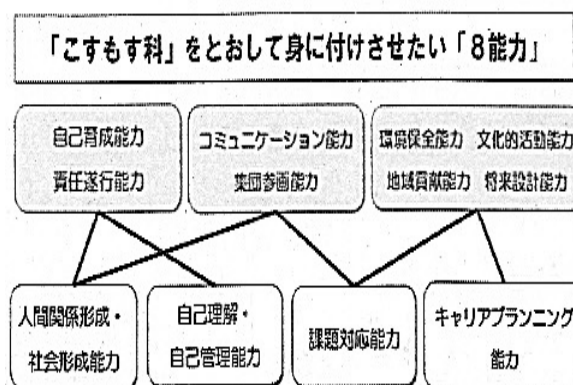 「こすもす科」をとおして身に付けさせたい「8能力」
自己育成能力
責任遂行能力
コミュニケーション能力
集団参画能力
環境保全能力 文化的活動能力
地域貢献能力 将来設計能力
人間関係形成・
社会形成能力
自己理解・
自己管理能力
課題対応能力
キャリアプランニング
能力